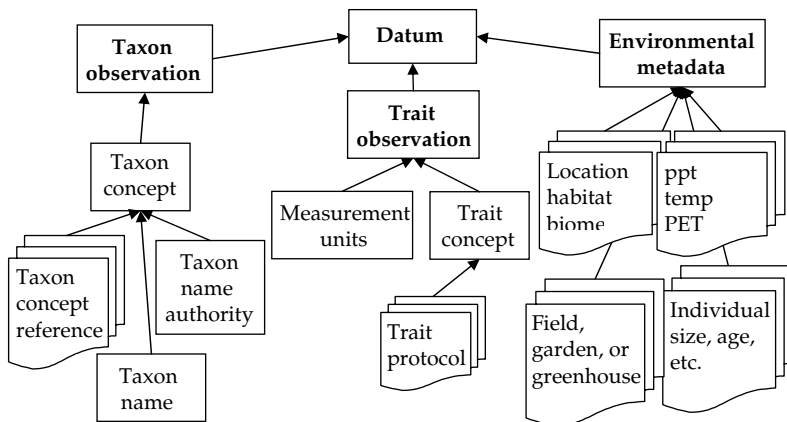 Taxon
observation
Datum
Environmental
metadata
Trait
observation
Taxon
concept
Measurement
units
Trait
concept
Location
habitat
biome
ppt
temp
PET
Taxon
concept
reference
Taxon
name
authority
Trait
protocol
Field,
garden, or
greenhouse
Individual
size, age,
etc.
Taxon
name